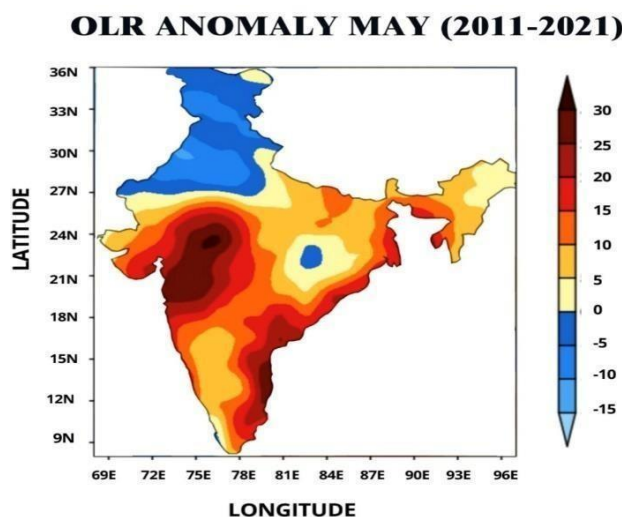 OLR ANOMALY MAY (2011-2021)
36N
33N
30N
27N
24N
21N
18N
15N
12N
9N
LATITUDE
69E 72E 75E 78E 81E 84E 87E 90E 93E 96E
LONGITUDE
30
25
20
15
10
5
0
-5
-10
-15